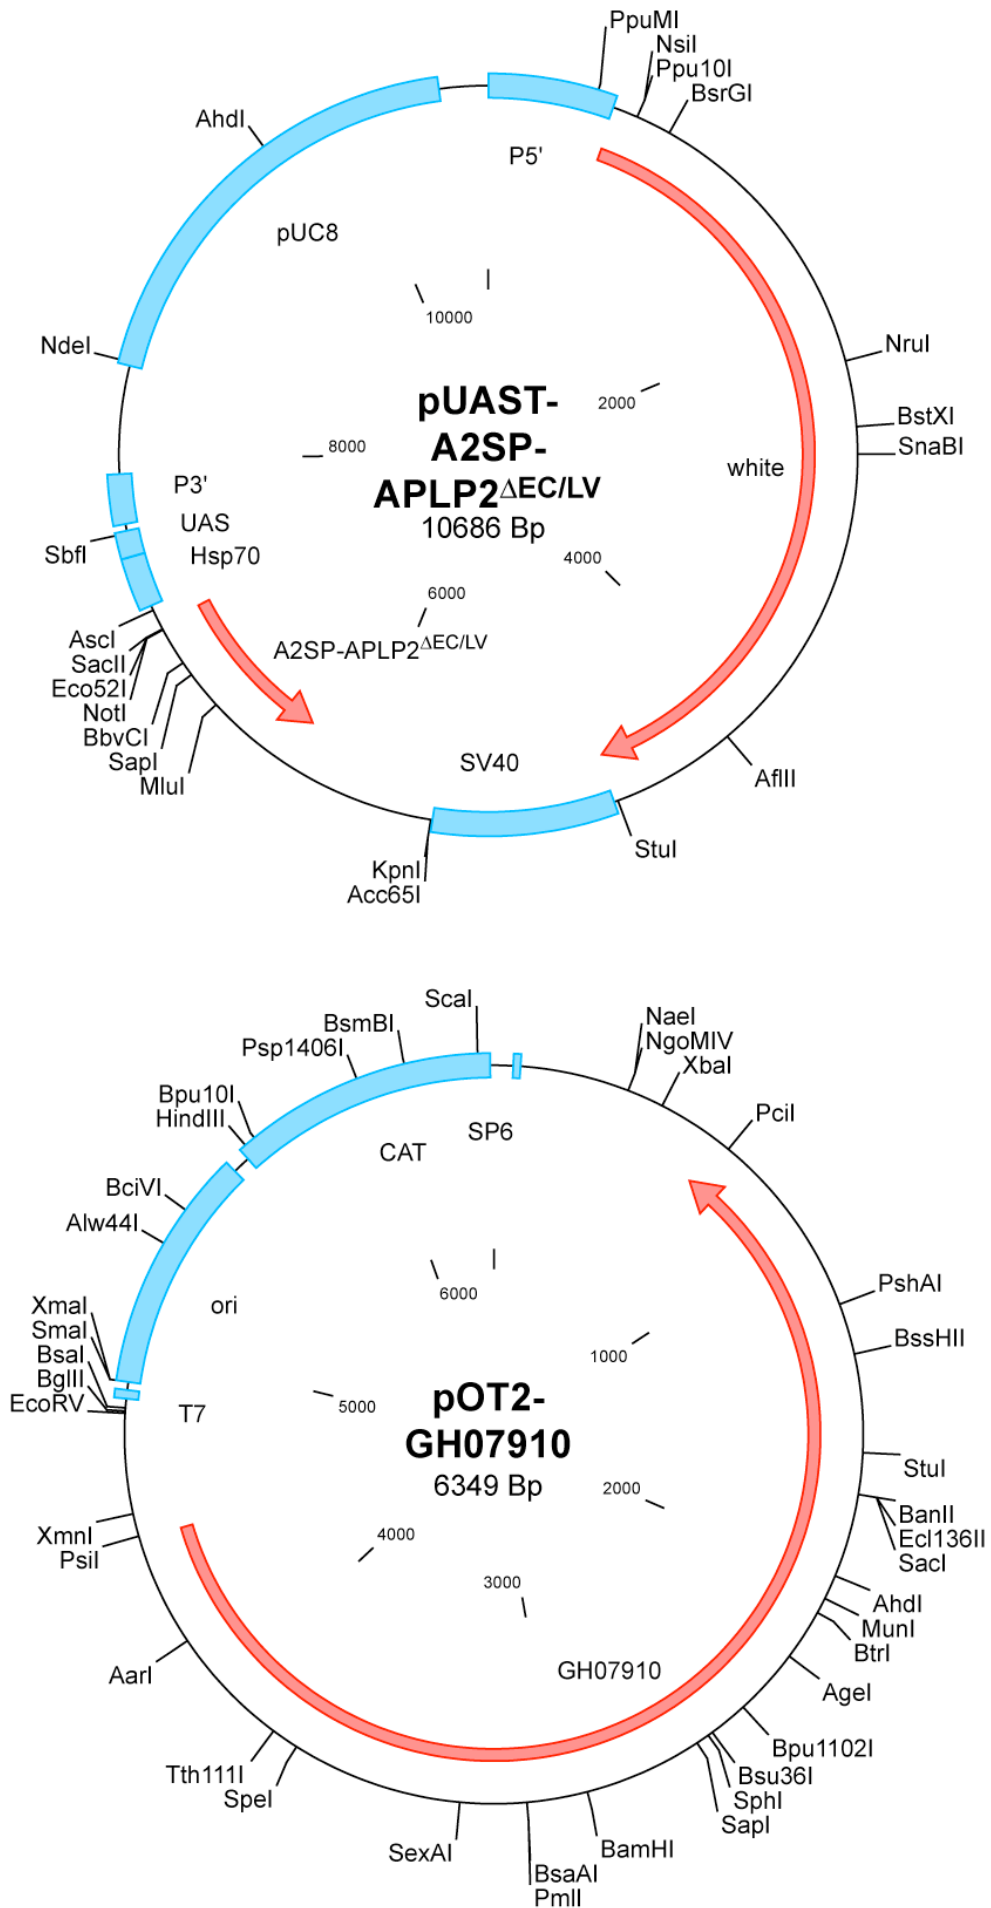 PpuMI
NsiI
Ppu10I
BsrGI
AhdI
P5'
pUC8
10000
NdeI
NruI
pUAST-
A2SP-
APLP2ΔEC/LV
10686 Bp
2000
BstXI
SnaBI
8000
white
P3'
UAS
Hsp70
SbfI
4000
6000
A2SP-APLP2ΔEC/LV
AscI
SacII
Eco52I
NotI
BbvCI
SapI
MluI
SV40
AflII
StuI
KpnI
Acc65I
ScaI
BsmBI
Psp1406I
NaeI
NgoMIV
XbaI
Bpu10I
HindIII
PciI
SP6
CAT
BciVI
Alw44I
PshAI
6000
ori
XmaI
SmaI
BsaI
BglII
EcoRV
BssHII
1000
T7
5000
pOT2-
GH07910
6349 Bp
StuI
2000
BanII
Ecl136II
SacI
XmnI
PsiI
4000
3000
AhdI
MunI
BtrI
GH07910
AarI
AgeI
Bpu1102I
Bsu36I
SphI
SapI
Tth111I
SpeI
SexAI
BamHI
BsaAI
PmlI